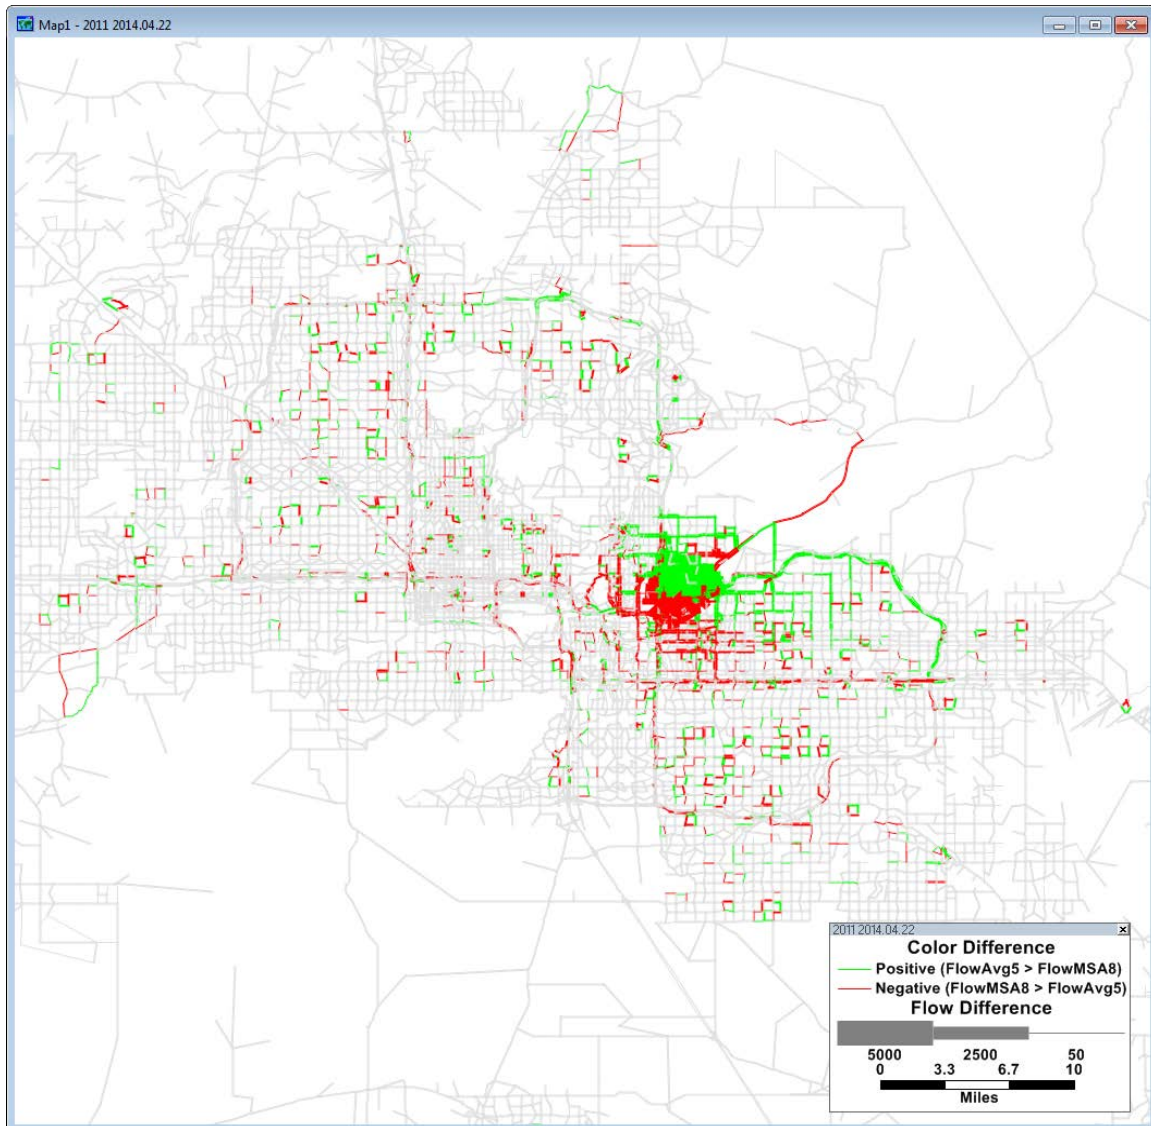 Map1 - 2011 2014.04.22
2011 2014.04.22
Color Difference
Positive (FlowAvg5 > FlowMSA8)
Negative (FlowMSA8 > FlowAvg5)
Flow Difference
5000 2500 50
0 3.3 6.7 10
Miles